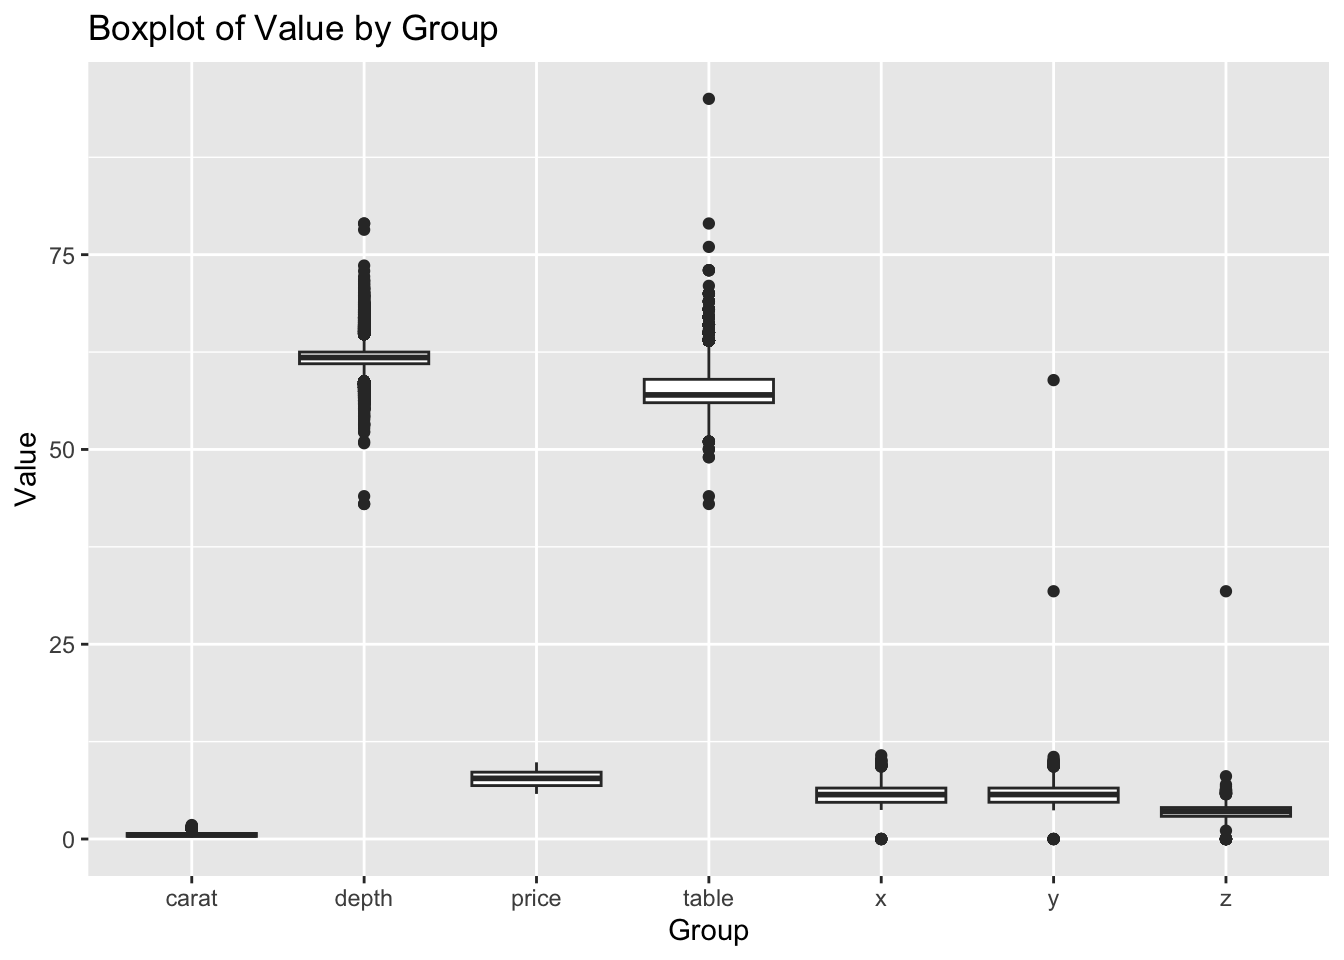 Boxplot of Value by Group
75
50
25
0
Value
carat depth price table x y z
Group